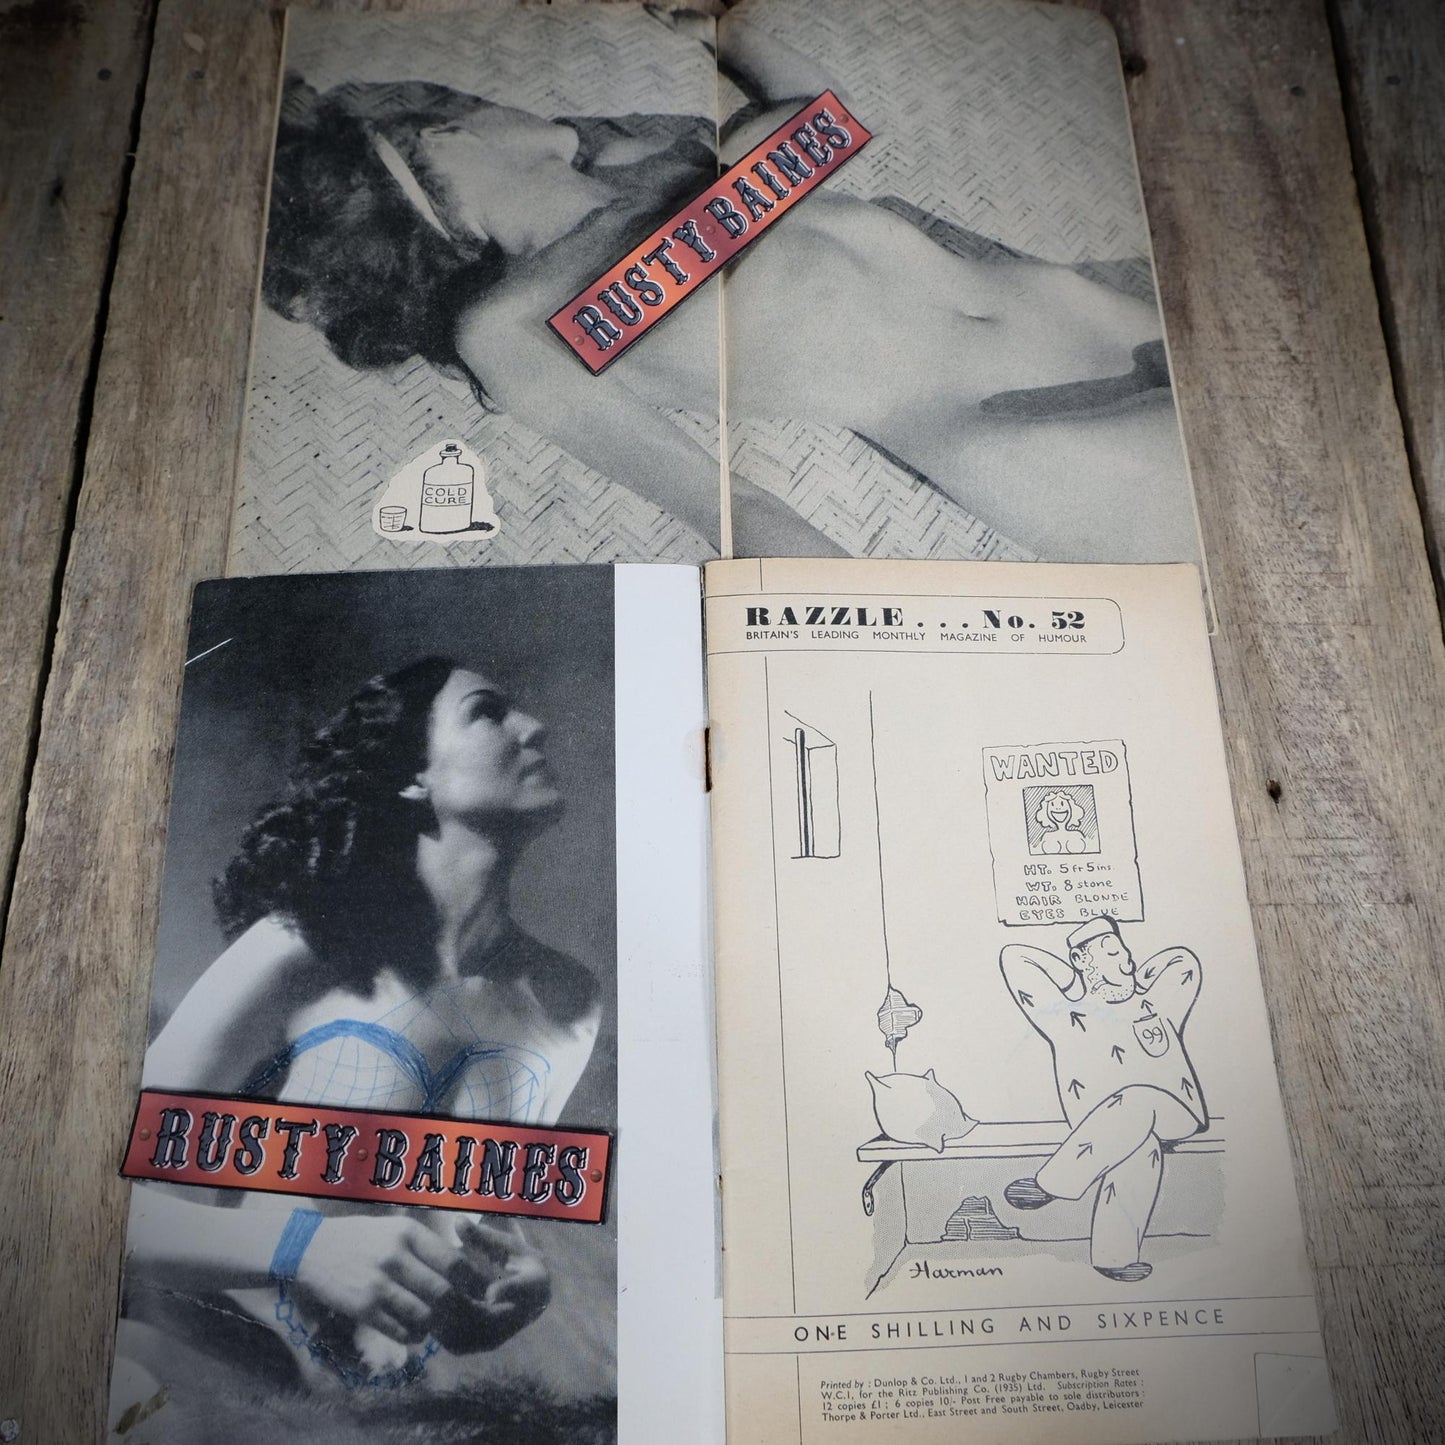 RUSTY BAINES
COLD
CURE
RAZZLE . . . No. 52
BRITAIN'S LEADING MONTHLY MAGAZINE OF HUMOUR
WANTED
HT. 5 ft 5 ins.
WT. 8 stone
HAIR BLONDE
EYES BLUE
99
RUSTY BAINES
Harman
ONE SHILLING AND SIXPENCE
Printed by : Dunlop & Co. Ltd., 1 and 2 Rugby Chambers, Rugby Street
W.C.1, for the Ritz Publishing Co. (1935) Ltd. Subscription Rates :
12 copies £1 ; 6 copies 10/- Post Free payable to sole distributors :
Thorpe & Porter Ltd., East Street and South Street, Oadby, Leicester